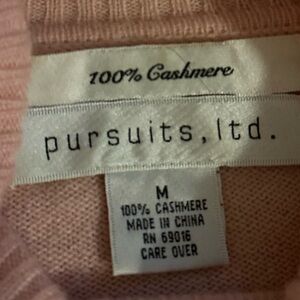 100% Cashmere
pursuits, ltd.
M
100% CASHMERE
MADE IN CHINA
RN 69016
CARE OVER